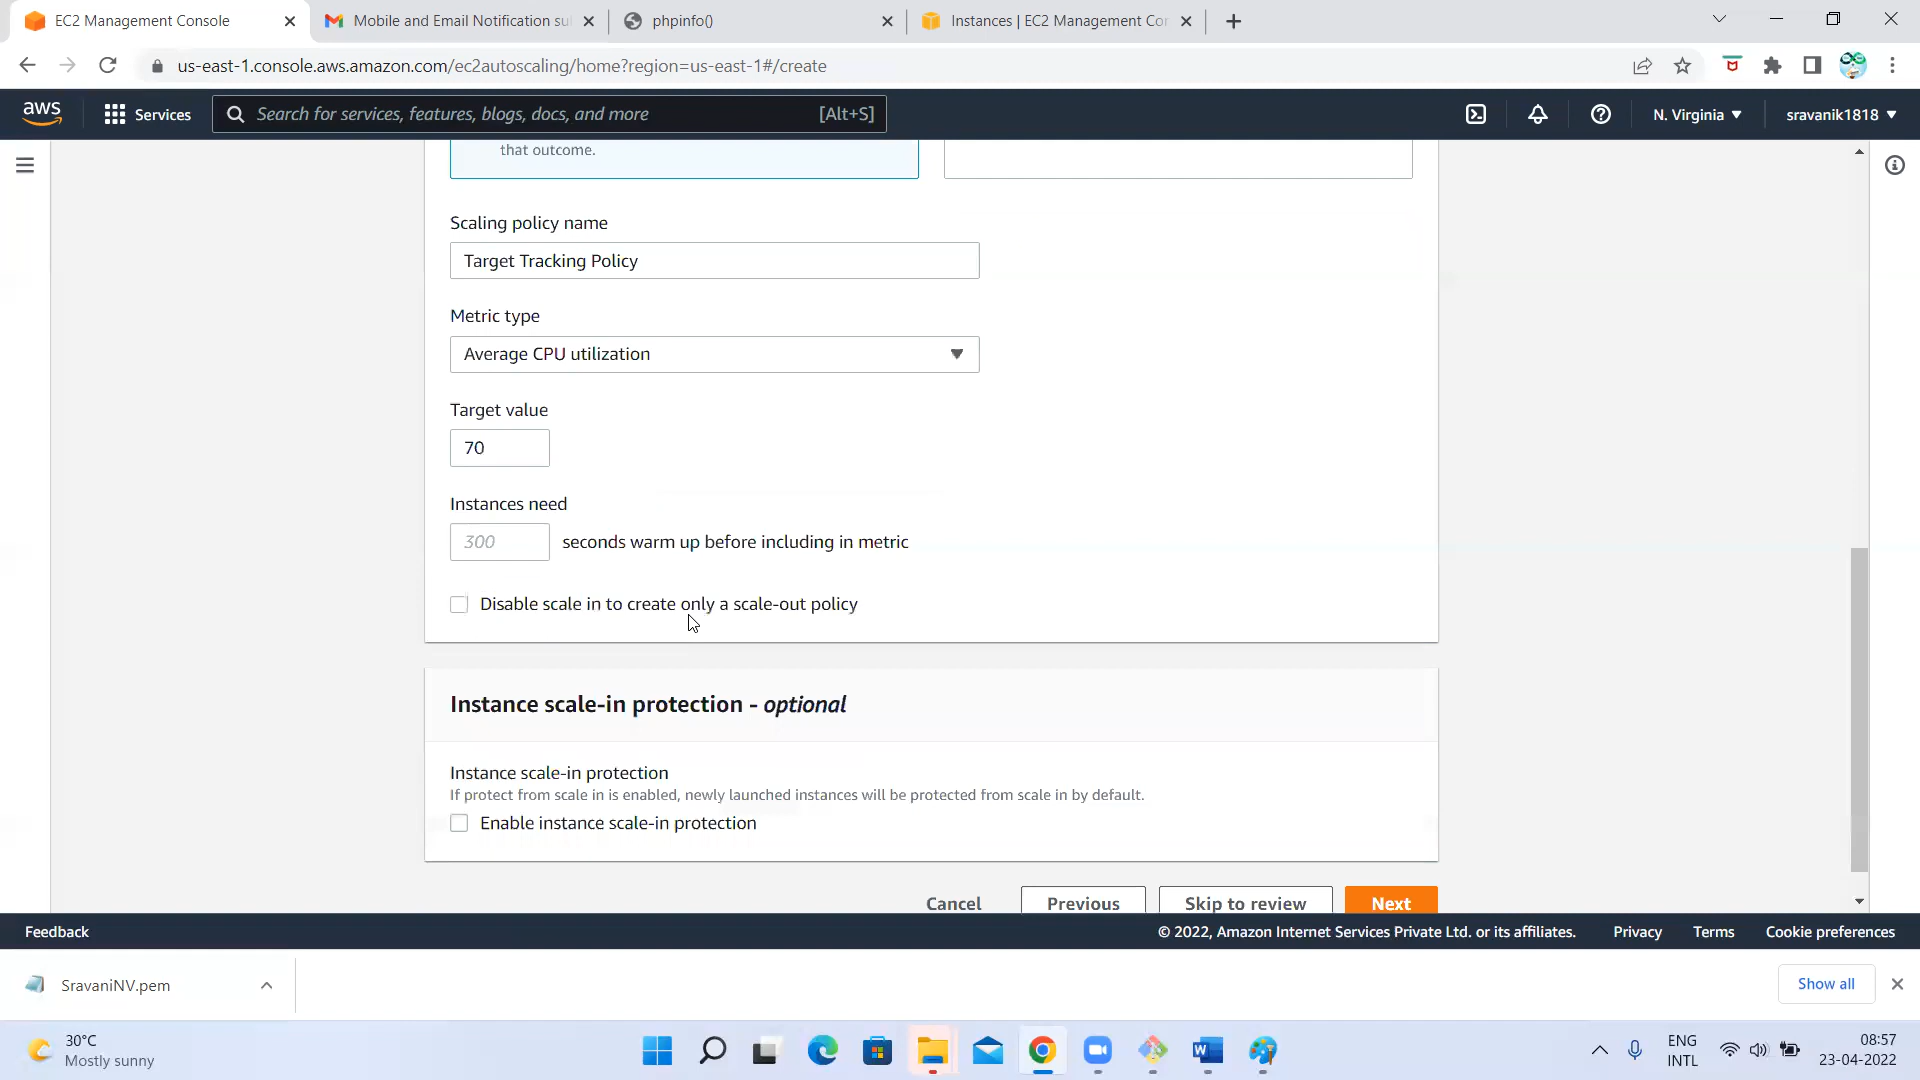 EC2 Management Console
Mobile and Email Notification su
phpinfo()
Instances | EC2 Management Con
us-east-1.console.aws.amazon.com/ec2autoscaling/home?region=us-east-1#/create
aws
Services
Search for services, features, blogs, docs, and more
[Alt+S]
N. Virginia
sravanik1818
that outcome.
Scaling policy name
Target Tracking Policy
Metric type
Average CPU utilization
Target value
70
Instances need
300
seconds warm up before including in metric
Disable scale in to create only a scale-out policy
Instance scale-in protection - optional
Instance scale-in protection
If protect from scale in is enabled, newly launched instances will be protected from scale in by default.
Enable instance scale-in protection
Cancel
Previous
Skip to review
Next
Feedback
© 2022, Amazon Internet Services Private Ltd. or its affiliates.
Privacy
Terms
Cookie preferences
SravaniNV.pem
Show all
30°C
Mostly sunny
ENG
INTL
08:57
23-04-2022